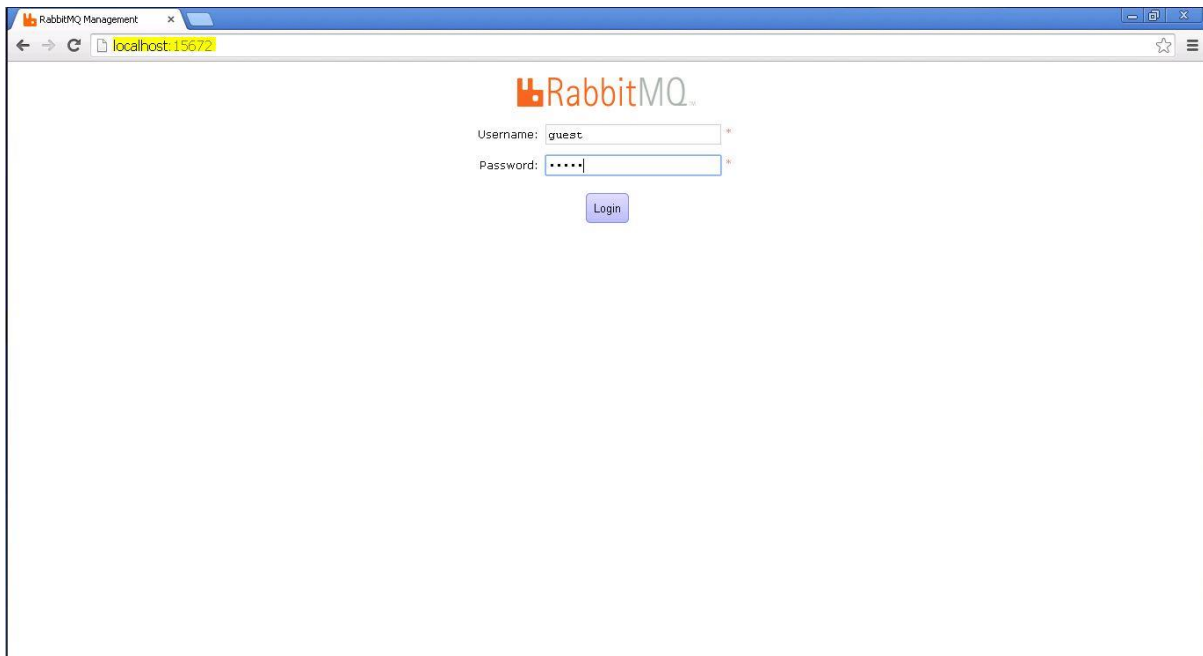 RabbitMQ Management
localhost:15672
RabbitMQ
Username: guest *
Password: ••••• *
Login